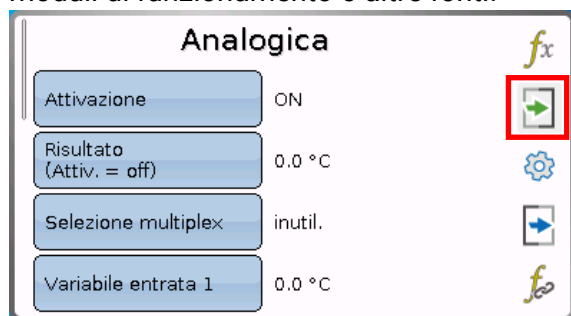 Analogica
Attivazione ON
Risultato
(Attiv. = off) 0.0 °C
Selezione multiplex inutil.
Variabile entrata 1 0.0 °C